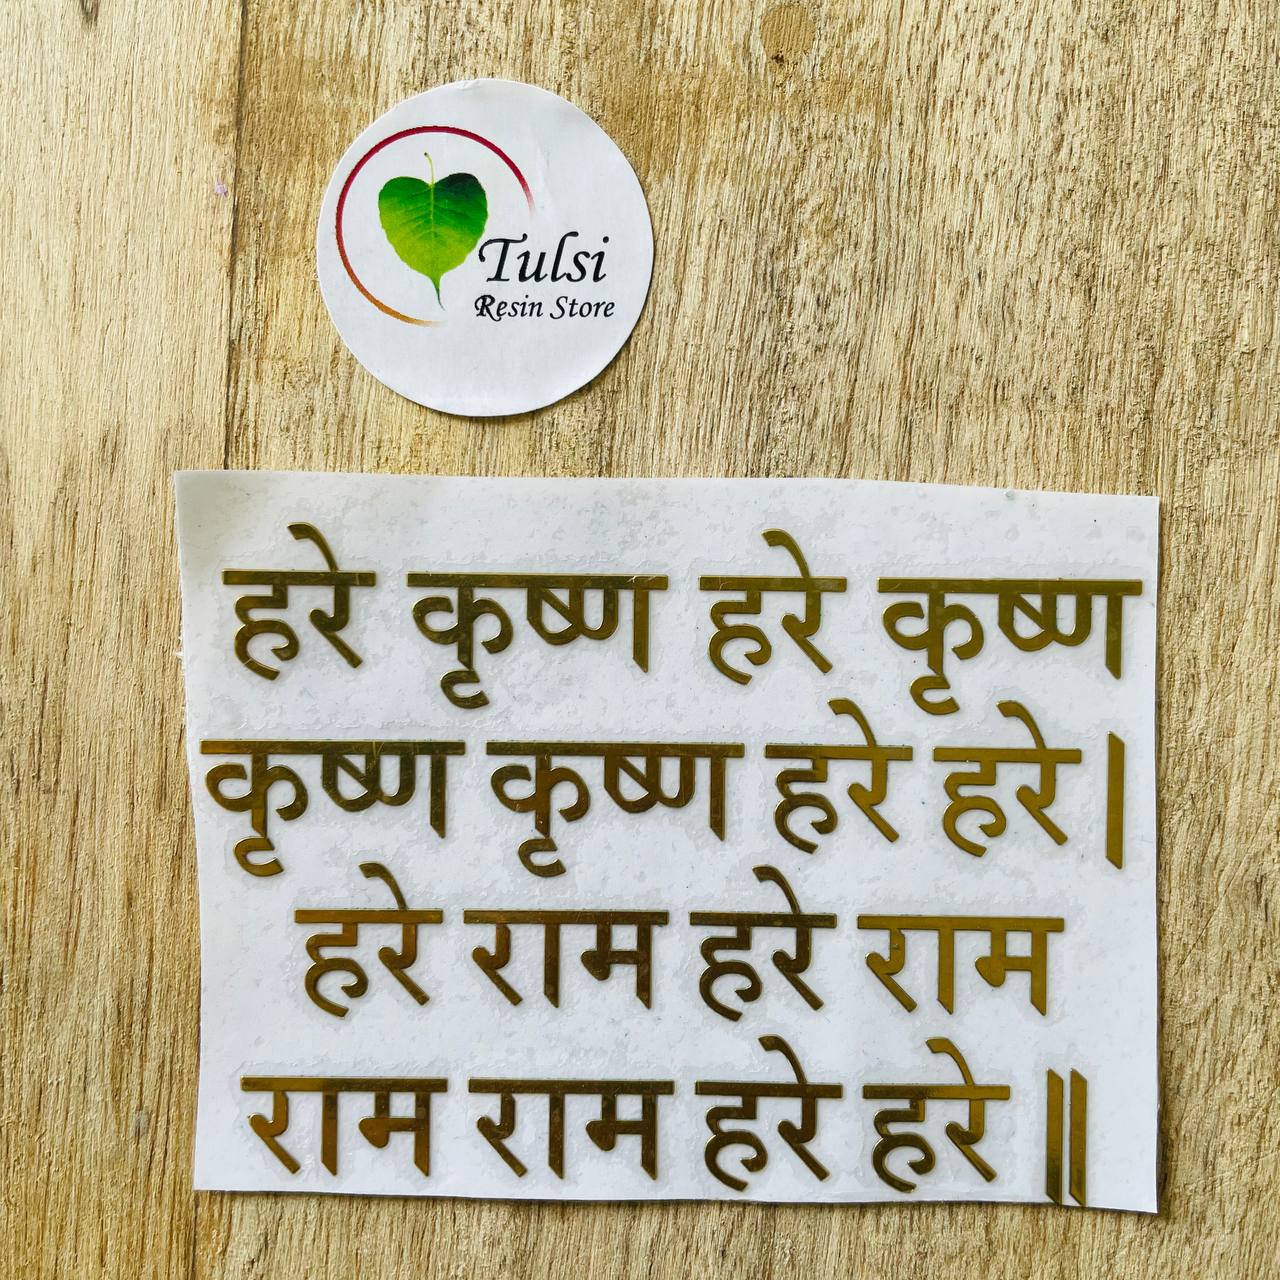 Tulsi
Resin Store
हरे कृष्ण हरे कृष्ण
कृष्ण कृष्ण हरे हरे।
हरे राम हरे राम
राम राम हरे हरे॥